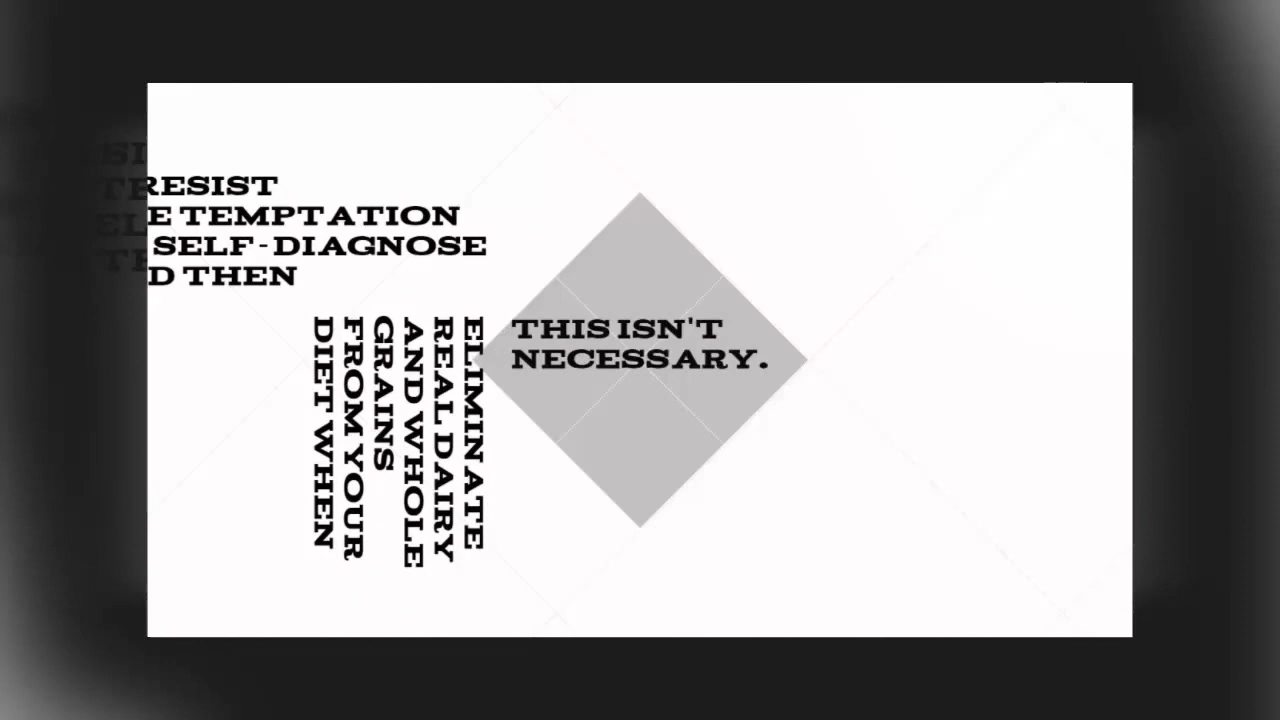 RESIST
E TEMPTATION
SELF-DIAGNOSE
D THEN
ELIMINATE
REAL DAIRY
AND WHOLE
GRAINS
FROM YOUR
DIET WHEN
THIS ISN'T
NECESSARY.